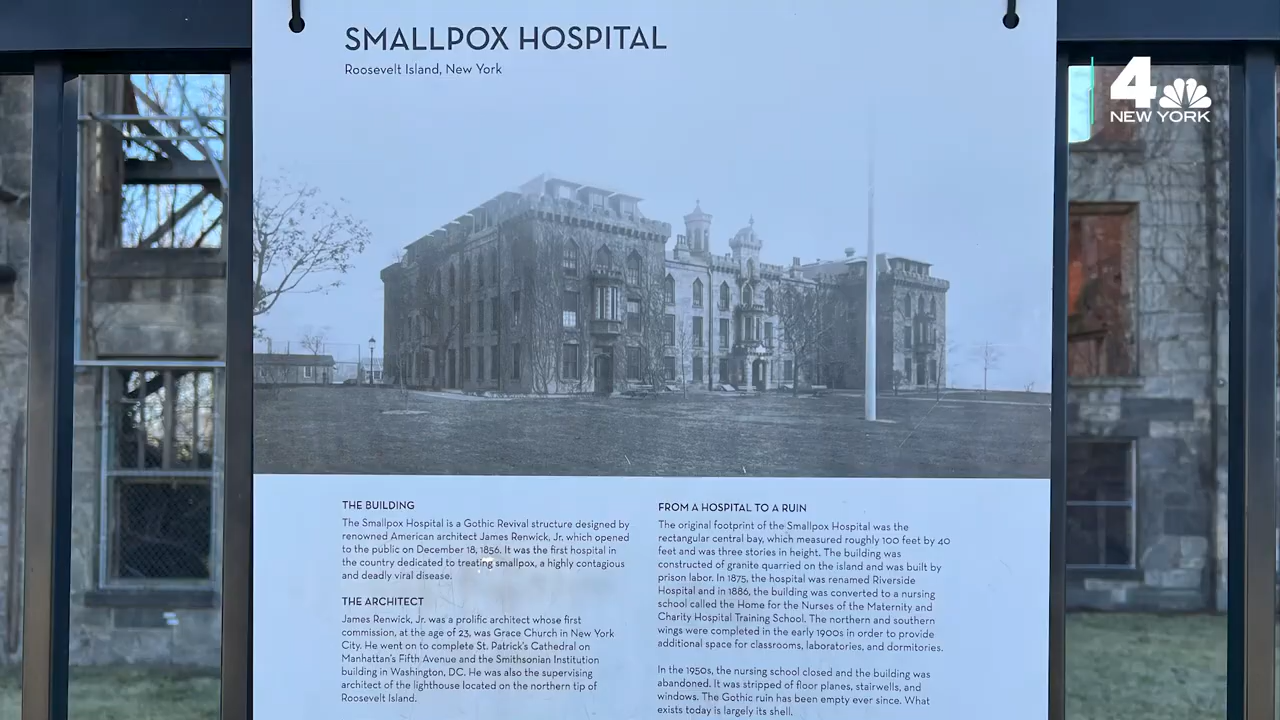 SMALLPOX HOSPITAL
Roosevelt Island, New York
4
NEW YORK
THE BUILDING
The Smallpox Hospital is a Gothic Revival structure designed by
renowned American architect James Renwick, Jr. which opened
to the public on December 18, 1856. It was the first hospital in
the country dedicated to treating smallpox, a highly contagious
and deadly viral disease.
THE ARCHITECT
James Renwick, Jr. was a prolific architect whose first
commission, at the age of 23, was Grace Church in New York
City. He went on to complete St. Patrick's Cathedral on
Manhattan's Fifth Avenue and the Smithsonian Institution
building in Washington, DC. He was also the supervising
architect of the lighthouse located on the northern tip of
Roosevelt Island.
FROM A HOSPITAL TO A RUIN
The original footprint of the Smallpox Hospital was the
rectangular central bay, which measured roughly 100 feet by 40
feet and was three stories in height. The building was
constructed of granite quarried on the island and was built by
prison labor. In 1875, the hospital was renamed Riverside
Hospital and in 1886, the building was converted to a nursing
school called the Home for the Nurses of the Maternity and
Charity Hospital Training School. The northern and southern
wings were completed in the early 1900s in order to provide
additional space for classrooms, laboratories, and dormitories.
In the 1950s, the nursing school closed and the building was
abandoned. It was stripped of floor planes, stairwells, and
windows. The Gothic ruin has been empty ever since. What
exists today is largely its shell.